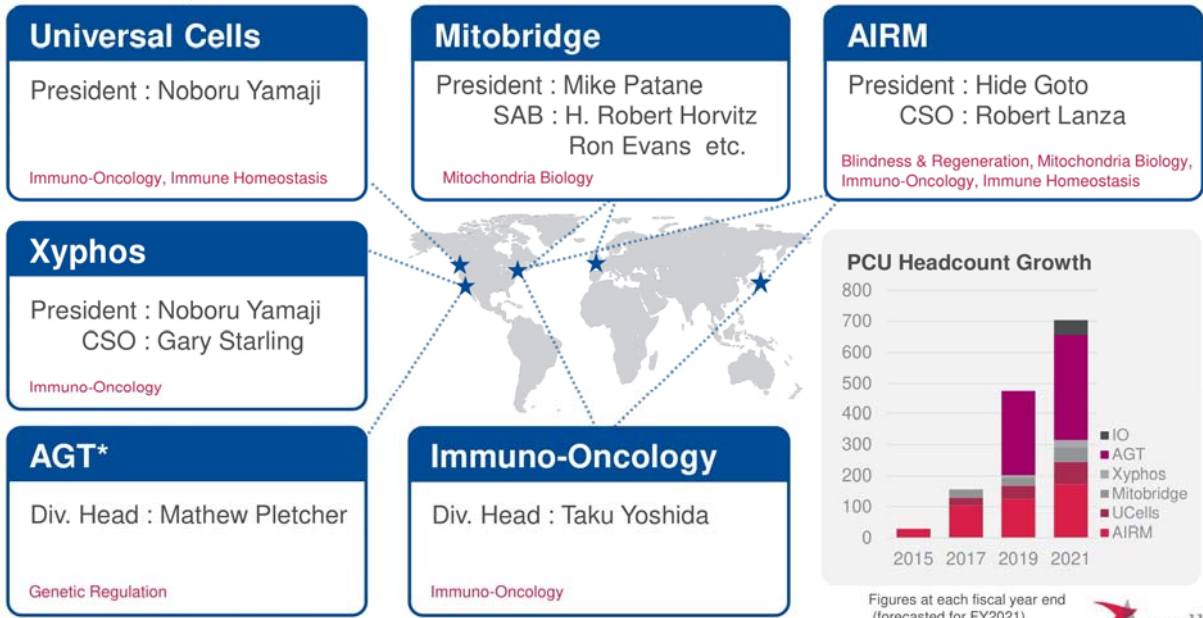 Universal Cells
President : Noboru Yamaji
Immuno-Oncology, Immune Homeostasis
Mitobridge
President : Mike Patane
SAB : H. Robert Horvitz
Ron Evans etc.
Mitochondria Biology
AIRM
President : Hide Goto
CSO : Robert Lanza
Blindness & Regeneration, Mitochondria Biology,
Immuno-Oncology, Immune Homeostasis
Xyphos
President : Noboru Yamaji
CSO : Gary Starling
Immuno-Oncology
AGT*
Div. Head : Mathew Pletcher
Genetic Regulation
Immuno-Oncology
Div. Head : Taku Yoshida
Immuno-Oncology
PCU Headcount Growth
800
700
600
500
400
300
200
100
0
2015 2017 2019 2021
IO
AGT
Xyphos
Mitobridge
UCells
AIRM
Figures at each fiscal year end
(forecasted for FY2021)